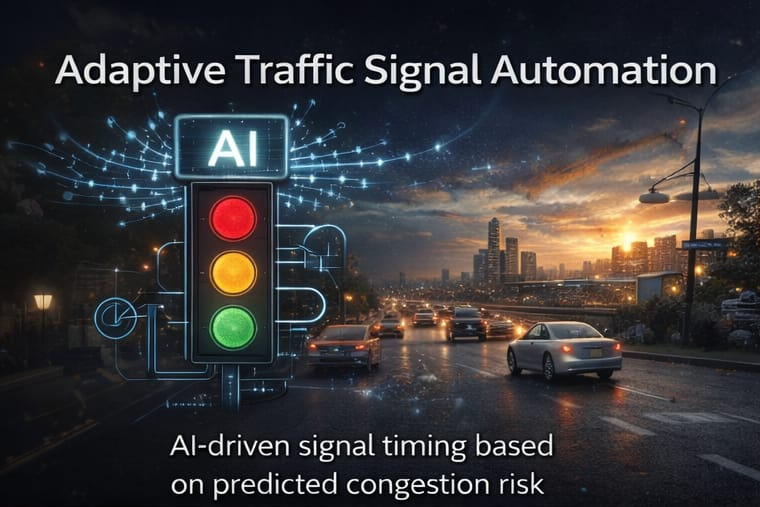 Adaptive Traffic Signal Automation
AI
AI-driven signal timing based
on predicted congestion risk